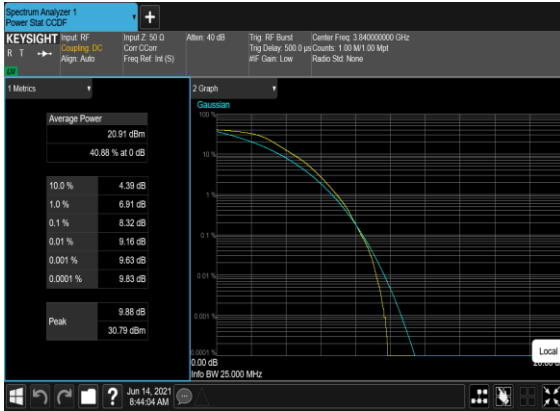 Spectrum Analyzer 1
Power Stat CCDF
KEYSIGHT
R T
Input: RF
Coupling: DC
Align: Auto
Input Z: 50 Ω
Corr CCorr
Freq Ref: Int (S)
Atten: 40 dB
Trig: RF Burst
Trig Delay: 500.0 µs
#IF Gain: Low
Center Freq: 3.840000000 GHz
Counts: 1.00 M/1.00 Mpt
Radio Std: None
1 Metrics
Average Power
20.91 dBm
40.88 % at 0 dB
10.0 % 4.39 dB
1.0 % 6.91 dB
0.1 % 8.32 dB
0.01 % 9.16 dB
0.001 % 9.63 dB
0.0001 % 9.83 dB
Peak
9.88 dB
30.79 dBm
2 Graph
Gaussian
100 %
10 %
1 %
0.1 %
0.01 %
0.001 %
0.0001 %
0.00 dB
Info BW 25.000 MHz
Local
Jun 14, 2021
8:44:04 AM